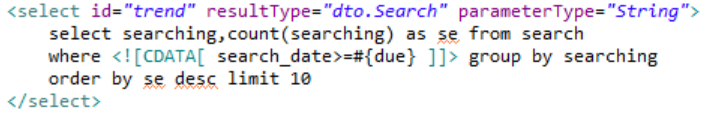 <select id="trend" resultType="dto.Search" parameterType="String">
select searching,count(searching) as se from search
where <![CDATA[ search_date>=#{due} ]]> group by searching
order by se desc limit 10
</select>